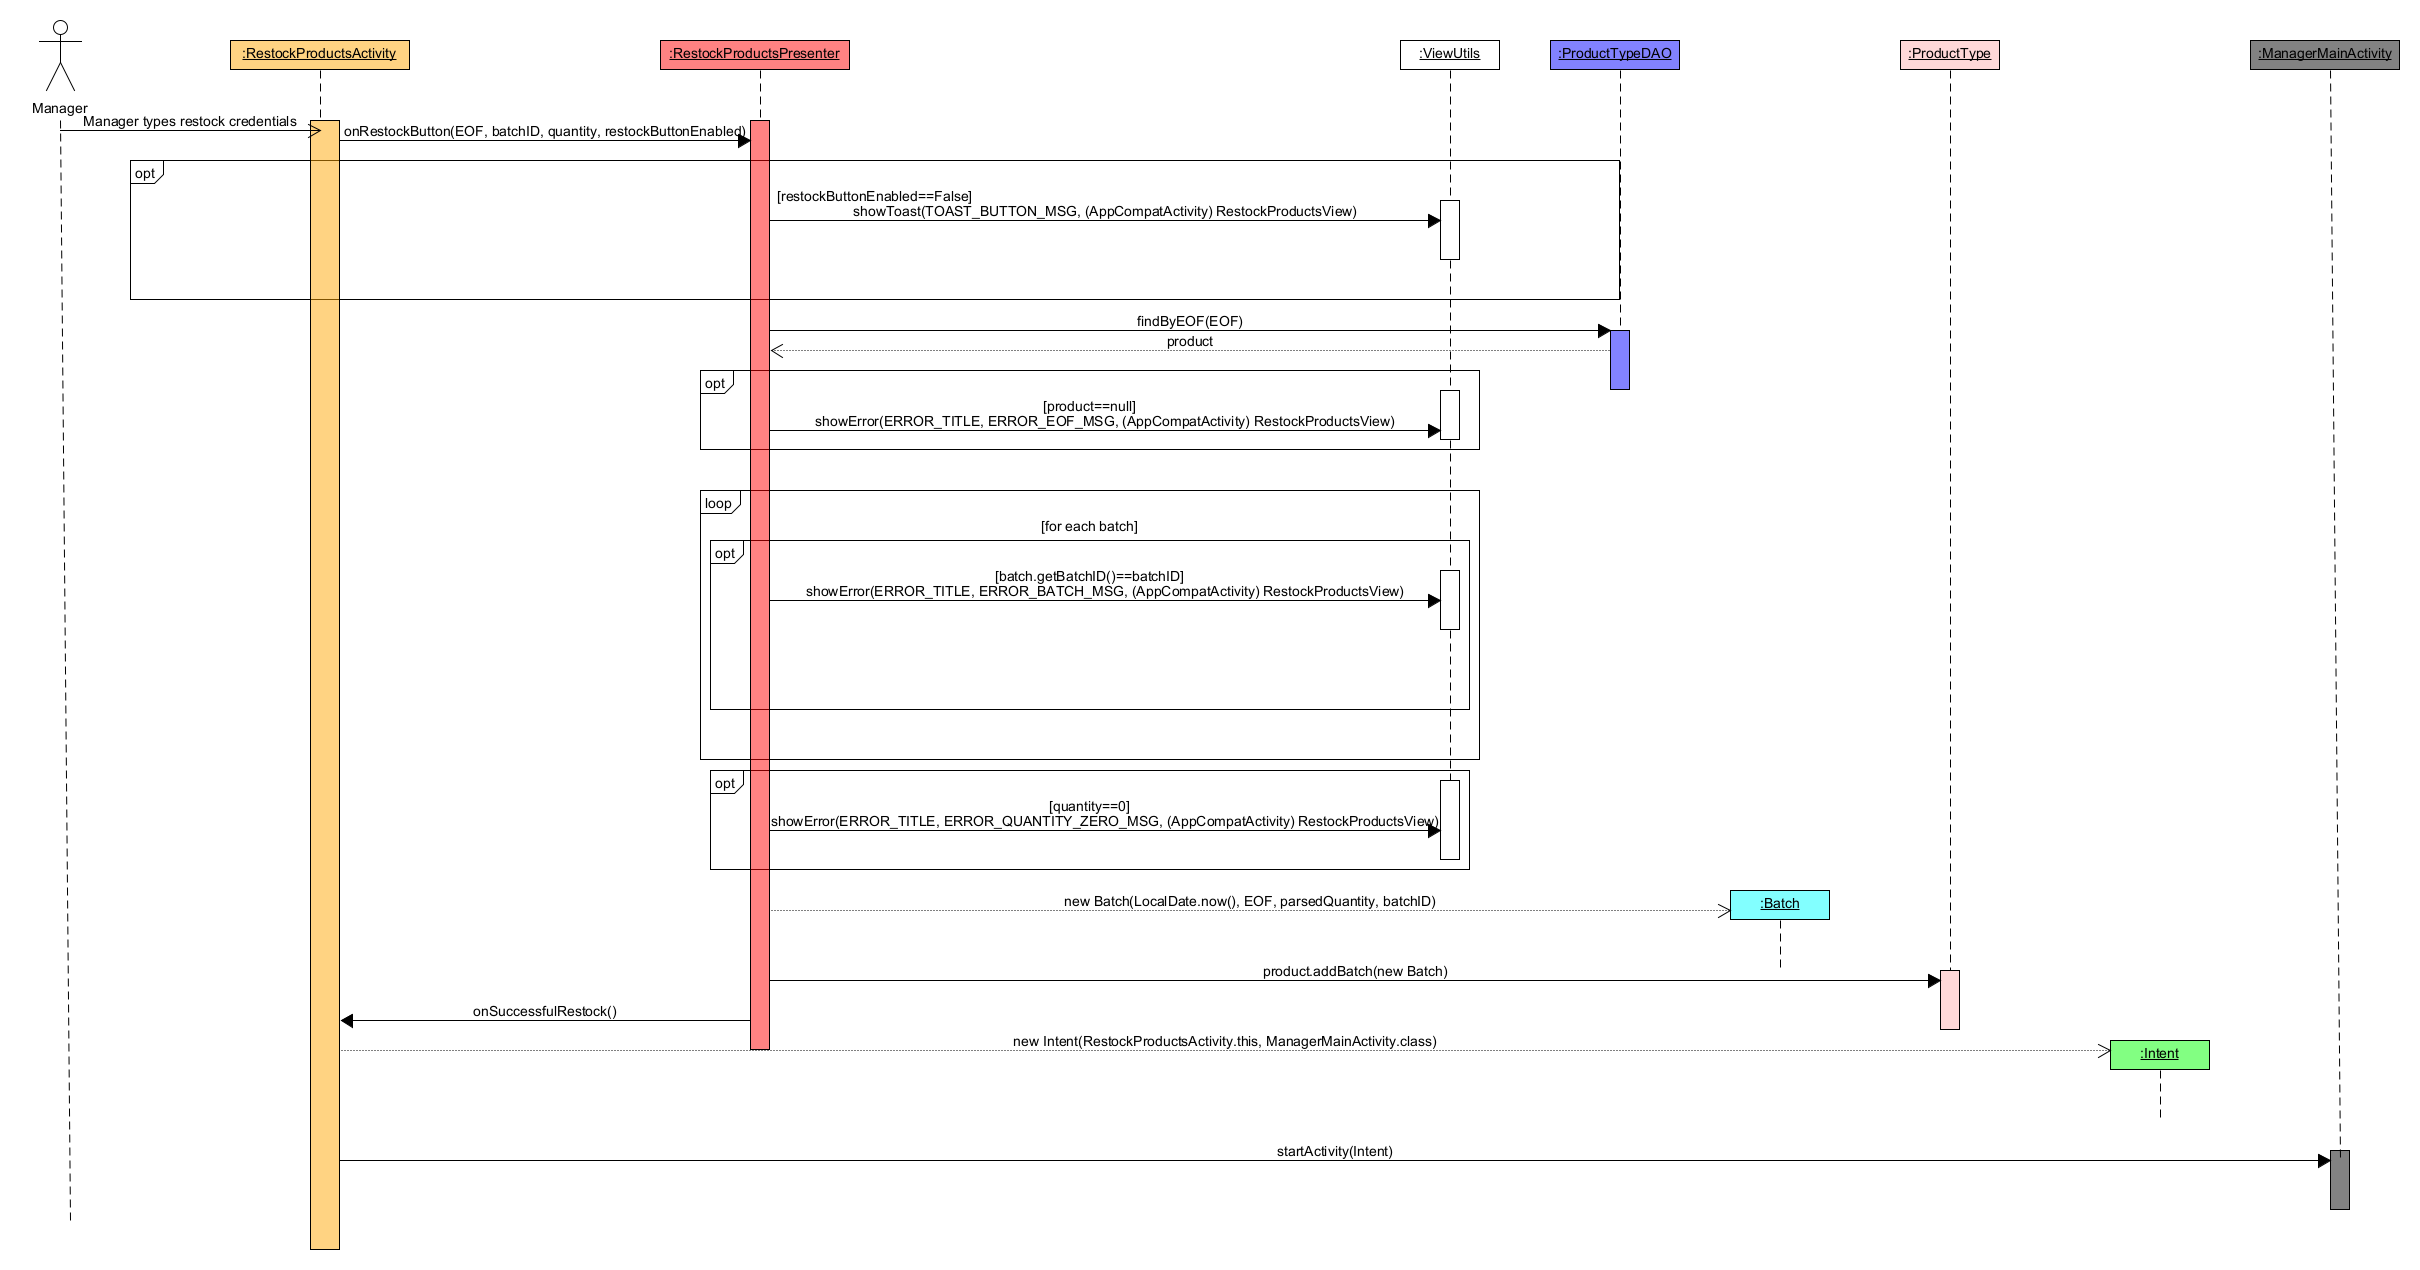 :RestockProductsActivity
:RestockProductsPresenter
:ViewUtils
:ProductTypeDAO
:ProductType
:ManagerMainActivity
Manager
Manager types restock credentials
onRestockButton(EOF, batchID, quantity, restockButtonEnabled)
opt
[restockButtonEnabled==False]
showToast(TOAST_BUTTON_MSG, (AppCompatActivity) RestockProductsView)
findByEOF(EOF)
product
opt
[product==null]
showError(ERROR_TITLE, ERROR_EOF_MSG, (AppCompatActivity) RestockProductsView)
loop
[for each batch]
opt
[batch.getBatchID()==batchID]
showError(ERROR_TITLE, ERROR_BATCH_MSG, (AppCompatActivity) RestockProductsView)
opt
[quantity==0]
showError(ERROR_TITLE, ERROR_QUANTITY_ZERO_MSG, (AppCompatActivity) RestockProductsView)
new Batch(LocalDate.now(), EOF, parsedQuantity, batchID)
:Batch
product.addBatch(new Batch)
onSuccessfulRestock()
new Intent(RestockProductsActivity.this, ManagerMainActivity.class)
:Intent
startActivity(Intent)